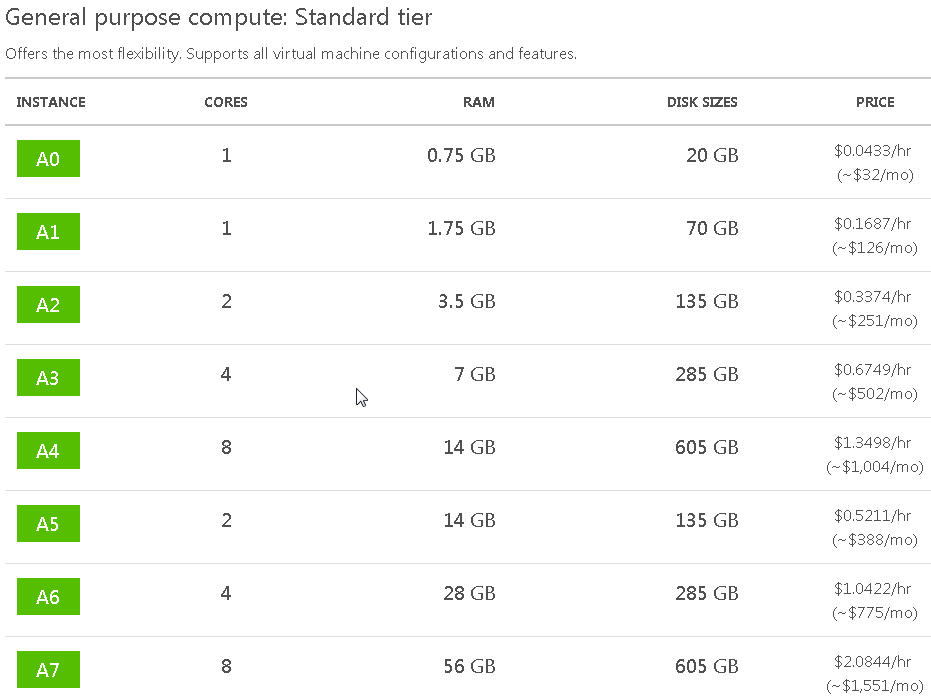 General purpose compute: Standard tier
Offers the most flexibility. Supports all virtual machine configurations and features.
INSTANCE CORES RAM DISK SIZES PRICE
A0 1 0.75 GB 20 GB $0.0433/hr
(~$32/mo)
A1 1 1.75 GB 70 GB $0.1687/hr
(~$126/mo)
A2 2 3.5 GB 135 GB $0.3374/hr
(~$251/mo)
A3 4 7 GB 285 GB $0.6749/hr
(~$502/mo)
A4 8 14 GB 605 GB $1.3498/hr
(~$1,004/mo)
A5 2 14 GB 135 GB $0.5211/hr
(~$388/mo)
A6 4 28 GB 285 GB $1.0422/hr
(~$775/mo)
A7 8 56 GB 605 GB $2.0844/hr
(~$1,551/mo)